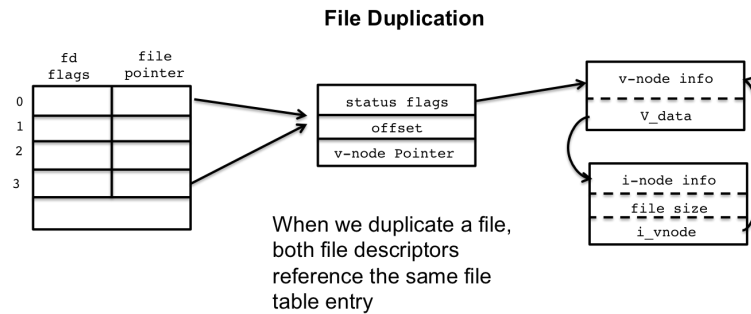 File Duplication
fd
flags
file
pointer
0
1
2
3
status flags
offset
v-node Pointer
v-node info
V_data
i-node info
file size
i_vnode
When we duplicate a file,
both file descriptors
reference the same file
table entry